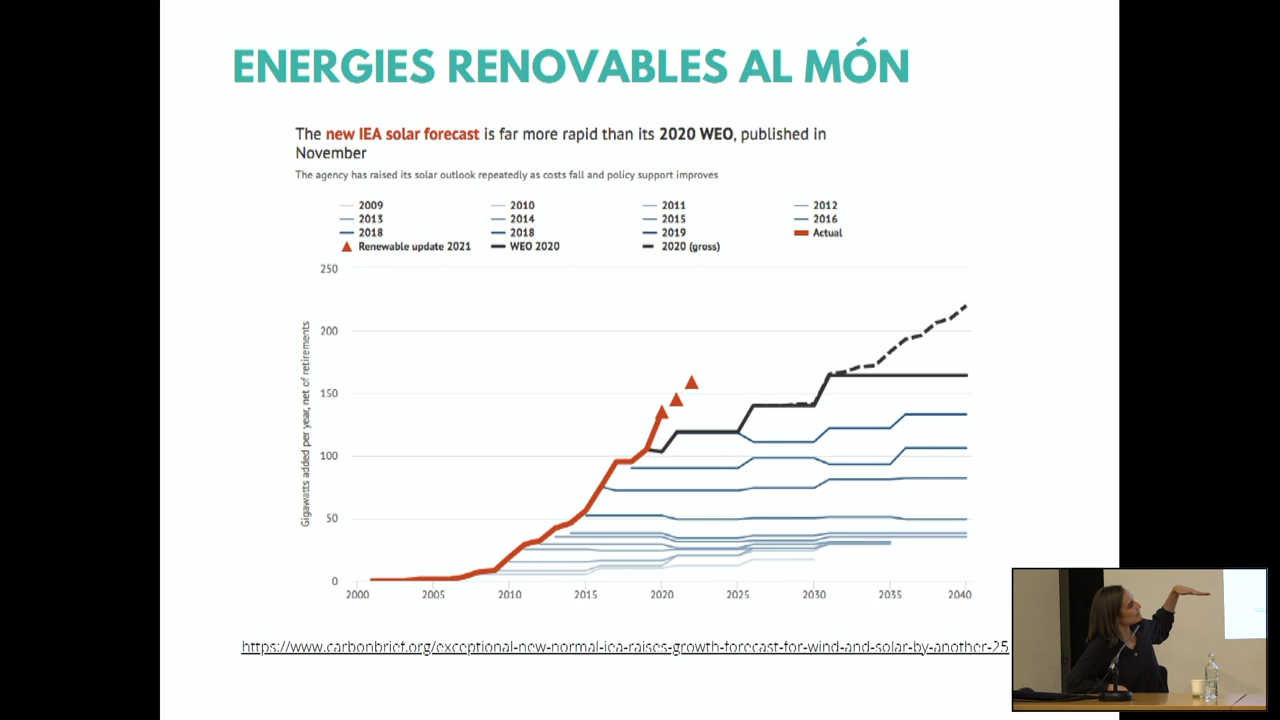 ENERGIES RENOVABLES AL MÓN
The new IEA solar forecast is far more rapid than its 2020 WEO, published in
November
The agency has raised its solar outlook repeatedly as costs fall and policy support improves
2009 2010 2011 2012
2013 2014 2015 2016
2018 2018 2019 Actual
Renewable update 2021 WEO 2020 2020 (gross)
Gigawatts added per year, net of retirements
250
200
150
100
50
0
2000 2005 2010 2015 2020 2025 2030 2035 2040
https://www.carbonbrief.org/exceptional-new-normal-iea-raises-growth-forecast-for-wind-and-solar-by-another-25